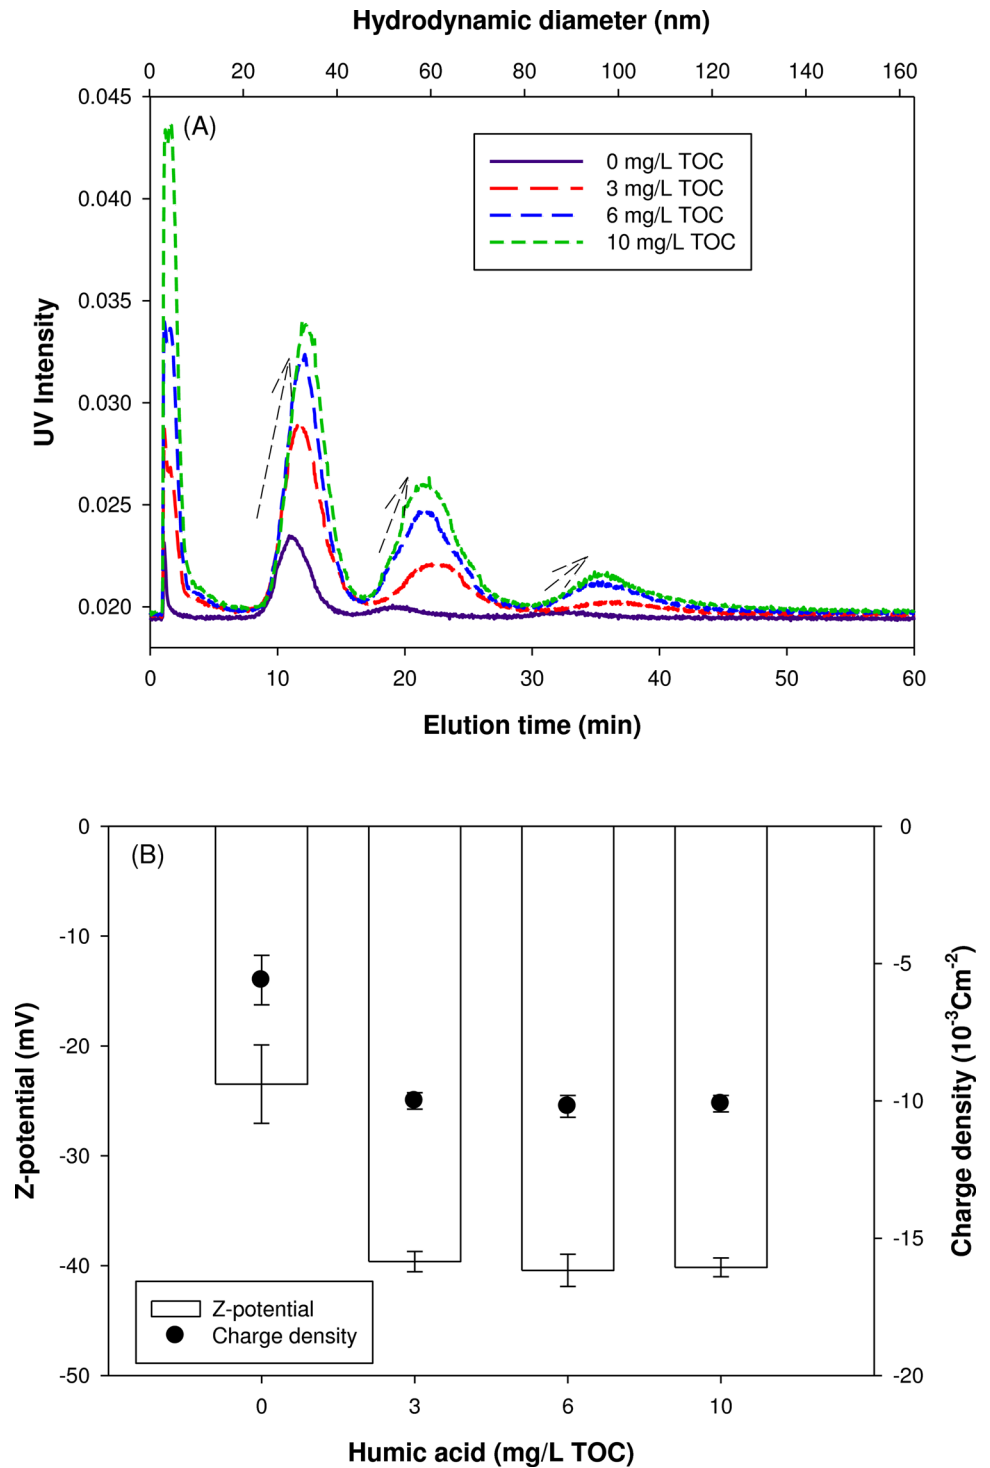 Hydrodynamic diameter (nm)
0 20 40 60 80 100 120 140 160
0.045
0.040
0.035
0.030
0.025
0.020
UV Intensity
(A)
0 mg/L TOC
3 mg/L TOC
6 mg/L TOC
10 mg/L TOC
0 10 20 30 40 50 60
Elution time (min)
0
-10
-20
-30
-40
-50
Z-potential (mV)
(B)
Z-potential
Charge density
0
-5
-10
-15
-20
Charge density (10⁻³Cm⁻²)
0 3 6 10
Humic acid (mg/L TOC)